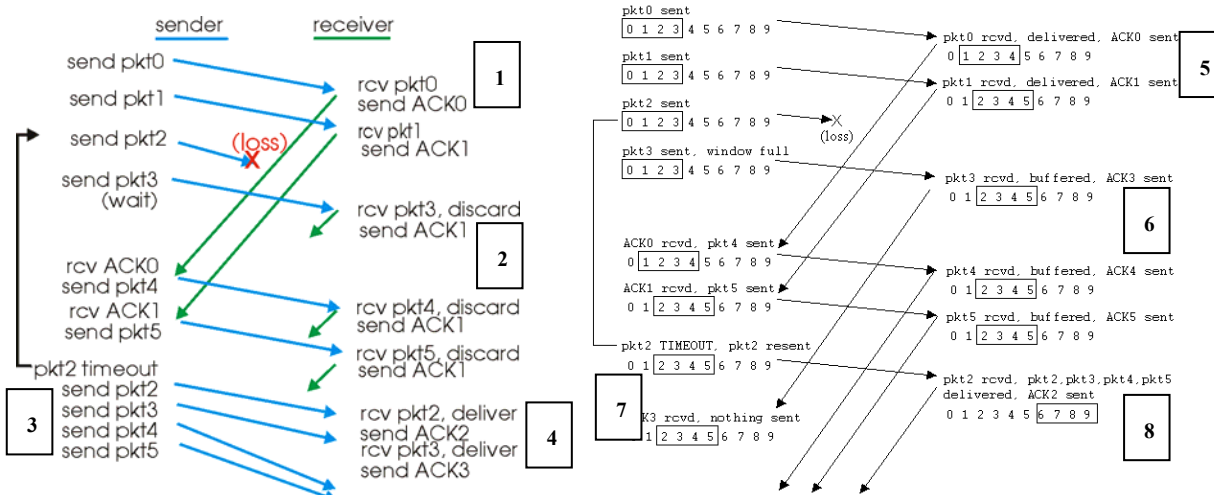 sender receiver
send pkt0
send pkt1
send pkt2
send pkt3
(wait)
(loss)
X
rcv ACK0
send pkt4
rcv ACK1
send pkt5
pkt2 timeout
send pkt2
send pkt3
send pkt4
send pkt5
3
rcv pkt0
send ACK0
rcv pkt1
send ACK1
1
rcv pkt3, discard
send ACK1
2
rcv pkt4, discard
send ACK1
rcv pkt5, discard
send ACK1
rcv pkt2, deliver
send ACK2
rcv pkt3, deliver
send ACK3
4
pkt0 sent
0 1 2 3 4 5 6 7 8 9
pkt1 sent
0 1 2 3 4 5 6 7 8 9
pkt2 sent
0 1 2 3 4 5 6 7 8 9
X
(loss)
pkt3 sent, window full
0 1 2 3 4 5 6 7 8 9
ACK0 rcvd, pkt4 sent
0 1 2 3 4 5 6 7 8 9
ACK1 rcvd, pkt5 sent
0 1 2 3 4 5 6 7 8 9
pkt2 TIMEOUT, pkt2 resent
0 1 2 3 4 5 6 7 8 9
7
K3 rcvd, nothing sent
0 1 2 3 4 5 6 7 8 9
pkt0 rcvd, delivered, ACK0 sent
0 1 2 3 4 5 6 7 8 9
5
pkt1 rcvd, delivered, ACK1 sent
0 1 2 3 4 5 6 7 8 9
pkt3 rcvd, buffered, ACK3 sent
0 1 2 3 4 5 6 7 8 9
6
pkt4 rcvd, buffered, ACK4 sent
0 1 2 3 4 5 6 7 8 9
pkt5 rcvd, buffered, ACK5 sent
0 1 2 3 4 5 6 7 8 9
pkt2 rcvd, pkt2,pkt3,pkt4,pkt5
delivered, ACK2 sent
0 1 2 3 4 5 6 7 8 9
8